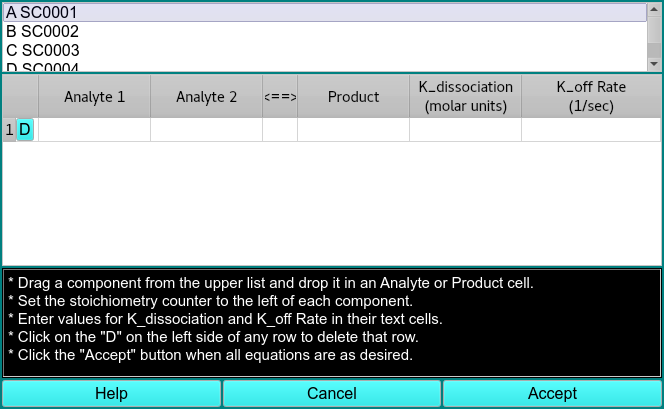 A SC0001
B SC0002
C SC0003
D SC0004
Analyte 1 Analyte 2 <==> Product K_dissociation (molar units) K_off Rate (1/sec)
1 D
* Drag a component from the upper list and drop it in an Analyte or Product cell.
* Set the stoichiometry counter to the left of each component.
* Enter values for K_dissociation and K_off Rate in their text cells.
* Click on the "D" on the left side of any row to delete that row.
* Click the "Accept" button when all equations are as desired.
Help Cancel Accept